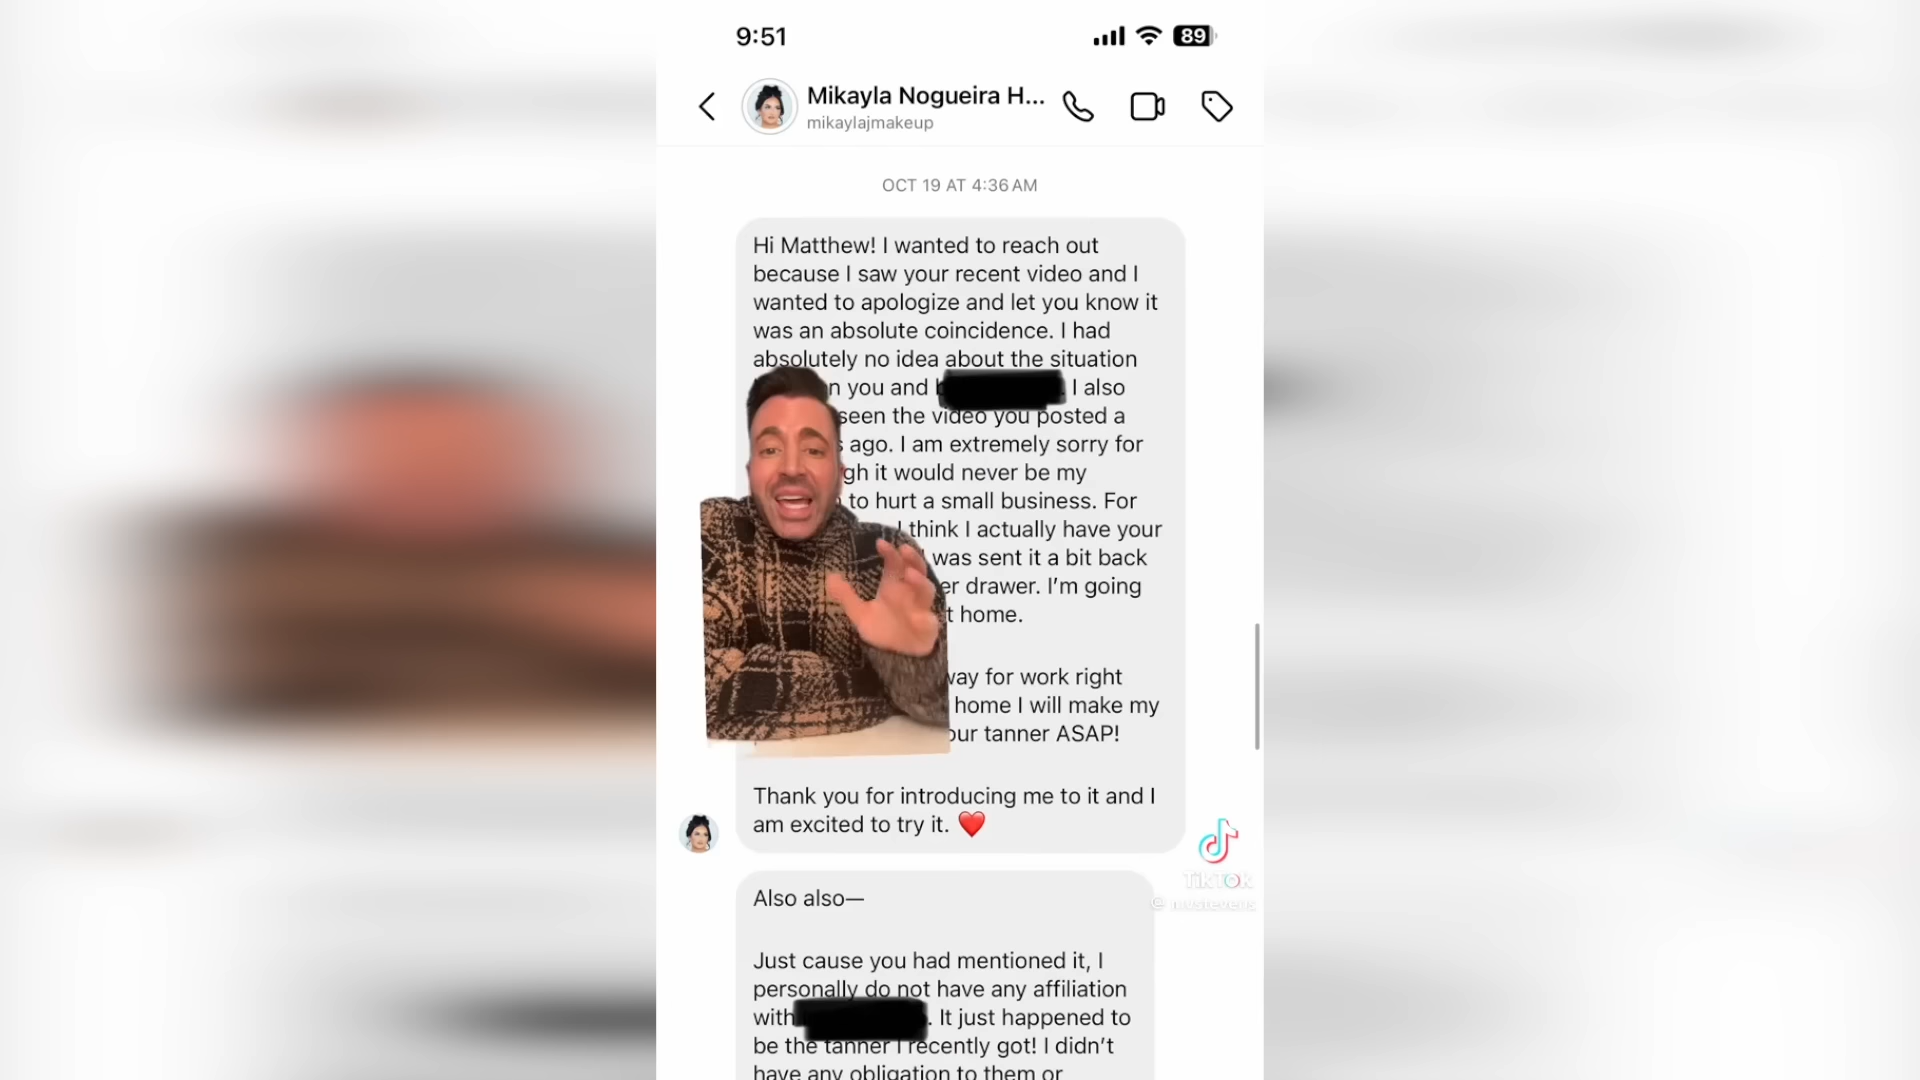 9:51
89
Mikayla Nogueira H...
mikaylajmakeup
OCT 19 AT 4:36 AM
Hi Matthew! I wanted to reach out
because I saw your recent video and I
wanted to apologize and let you know it
was an absolute coincidence. I had
absolutely no idea about the situation
you and I also
seen the video you posted a
ago. I am extremely sorry for
it would never be my
to hurt a small business. For
I think I actually have your
was sent it a bit back
drawer. I'm going
home.
for work right
home I will make my
tanner ASAP!
Thank you for introducing me to it and I
am excited to try it. ❤️
TikTok
Also also—
Just cause you had mentioned it, I
personally do not have any affiliation
with . It just happened to
be the tanner I recently got! I didn't
have any obligation to them or